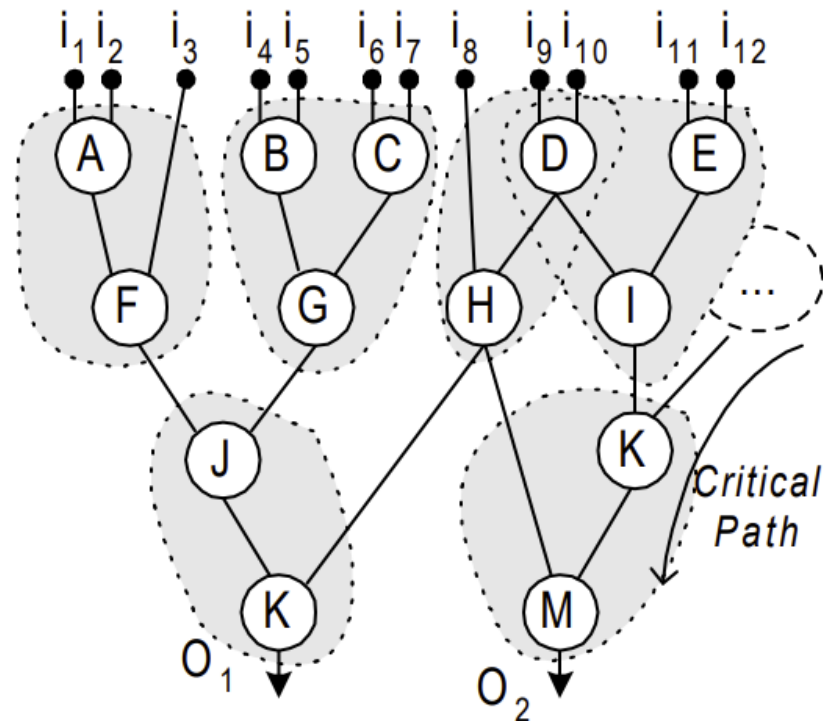 i1 i2 i3 i4 i5 i6 i7 i8 i9 i10 i11 i12
A B C D E
F G H I ...
J K
Critical
Path
K M
O1 O2